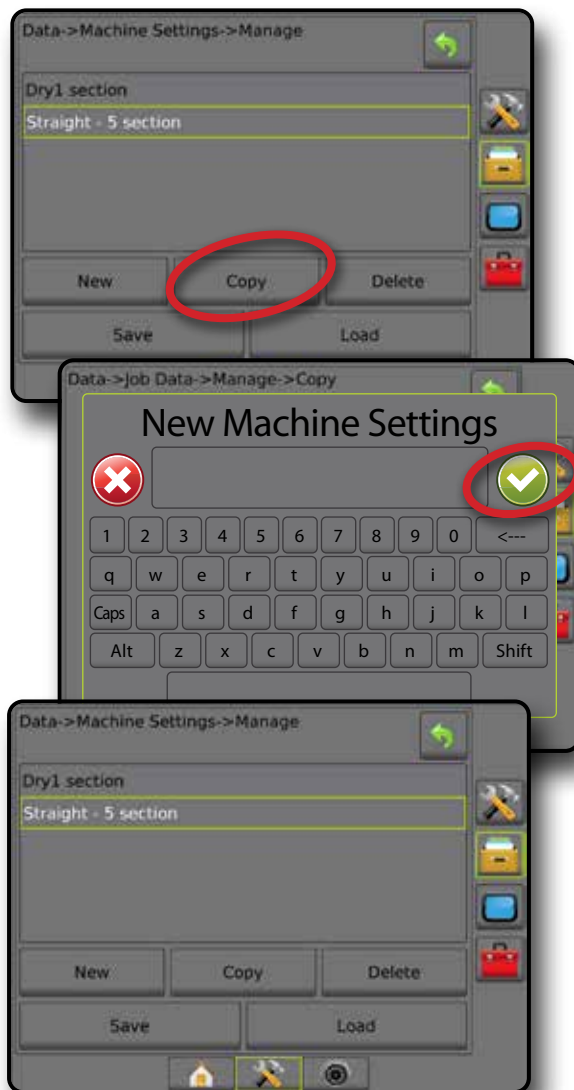 Data->Machine Settings->Manage
Dry1 section
Straight - 5 section
New Copy Delete
Save Load
Data->Job Data->Manage->Copy
New Machine Settings
1 2 3 4 5 6 7 8 9 0 <---
q w e r t y u i o p
Caps a s d f g h j k l
Alt z x c v b n m Shift
Data->Machine Settings->Manage
Dry1 section
Straight - 5 section
New Copy Delete
Save Load